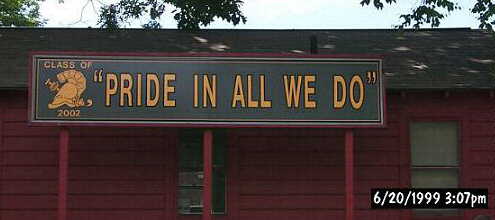 CLASS OF
2002
"PRIDE IN ALL WE DO"
6/20/1999 3:07pm